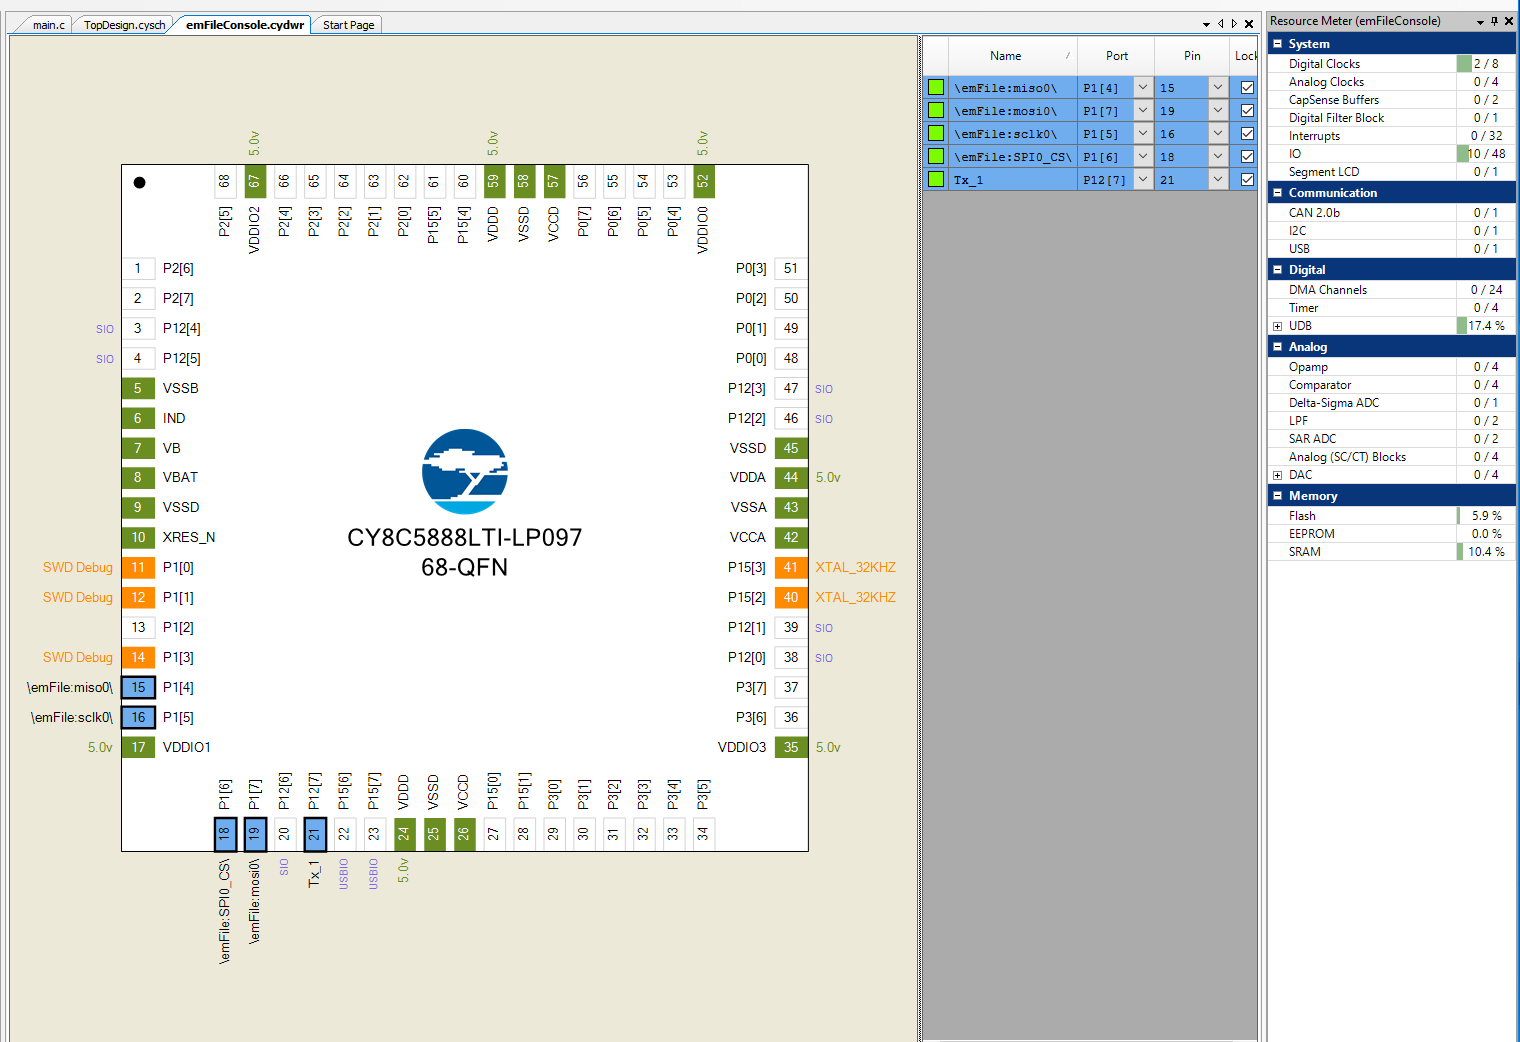 main.c
TopDesign.cysch
emFileConsole.cydwr
Start Page
5.0v
5.0v
5.0v
68
67
66
65
64
63
62
61
60
59
58
57
56
55
54
53
52
P2[5]
VDDIO2
P2[4]
P2[3]
P2[2]
P2[1]
P2[0]
P15[5]
P15[4]
VDDD
VSSD
VCCD
P0[7]
P0[6]
P0[5]
P0[4]
VDDIO0
1 P2[6]
2 P2[7]
SIO 3 P12[4]
SIO 4 P12[5]
5 VSSB
6 IND
7 VB
8 VBAT
9 VSSD
10 XRES_N
SWD Debug 11 P1[0]
SWD Debug 12 P1[1]
13 P1[2]
SWD Debug 14 P1[3]
\emFile:miso0\ 15 P1[4]
\emFile:sclk0\ 16 P1[5]
5.0v 17 VDDIO1
CY8C5888LTI-LP097
68-QFN
P0[3] 51
P0[2] 50
P0[1] 49
P0[0] 48
P12[3] 47 SIO
P12[2] 46 SIO
VSSD 45
VDDA 44 5.0v
VSSA 43
VCCA 42
P15[3] 41 XTAL_32KHZ
P15[2] 40 XTAL_32KHZ
P12[1] 39 SIO
P12[0] 38 SIO
P3[7] 37
P3[6] 36
VDDIO3 35 5.0v
P1[6]
P1[7]
P12[6]
P12[7]
P15[6]
P15[7]
VDDD
VSSD
VCCD
P15[0]
P15[1]
P3[0]
P3[1]
P3[2]
P3[3]
P3[4]
P3[5]
18
19
20
21
22
23
24
25
26
27
28
29
30
31
32
33
34
\emFile:SPI0_CS\
\emFile:mosi0\
SIO
Tx_1
USBIO
USBIO
5.0v
Name / Port Pin Lock
\emFile:miso0\ P1[4] 15
\emFile:mosi0\ P1[7] 19
\emFile:sclk0\ P1[5] 16
\emFile:SPI0_CS\ P1[6] 18
Tx_1 P12[7] 21
Resource Meter (emFileConsole)
System
Digital Clocks 2 / 8
Analog Clocks 0 / 4
CapSense Buffers 0 / 2
Digital Filter Block 0 / 1
Interrupts 0 / 32
IO 10 / 48
Segment LCD 0 / 1
Communication
CAN 2.0b 0 / 1
I2C 0 / 1
USB 0 / 1
Digital
DMA Channels 0 / 24
Timer 0 / 4
UDB 17.4 %
Analog
Opamp 0 / 4
Comparator 0 / 4
Delta-Sigma ADC 0 / 1
LPF 0 / 2
SAR ADC 0 / 2
Analog (SC/CT) Blocks 0 / 4
DAC 0 / 4
Memory
Flash 5.9 %
EEPROM 0.0 %
SRAM 10.4 %